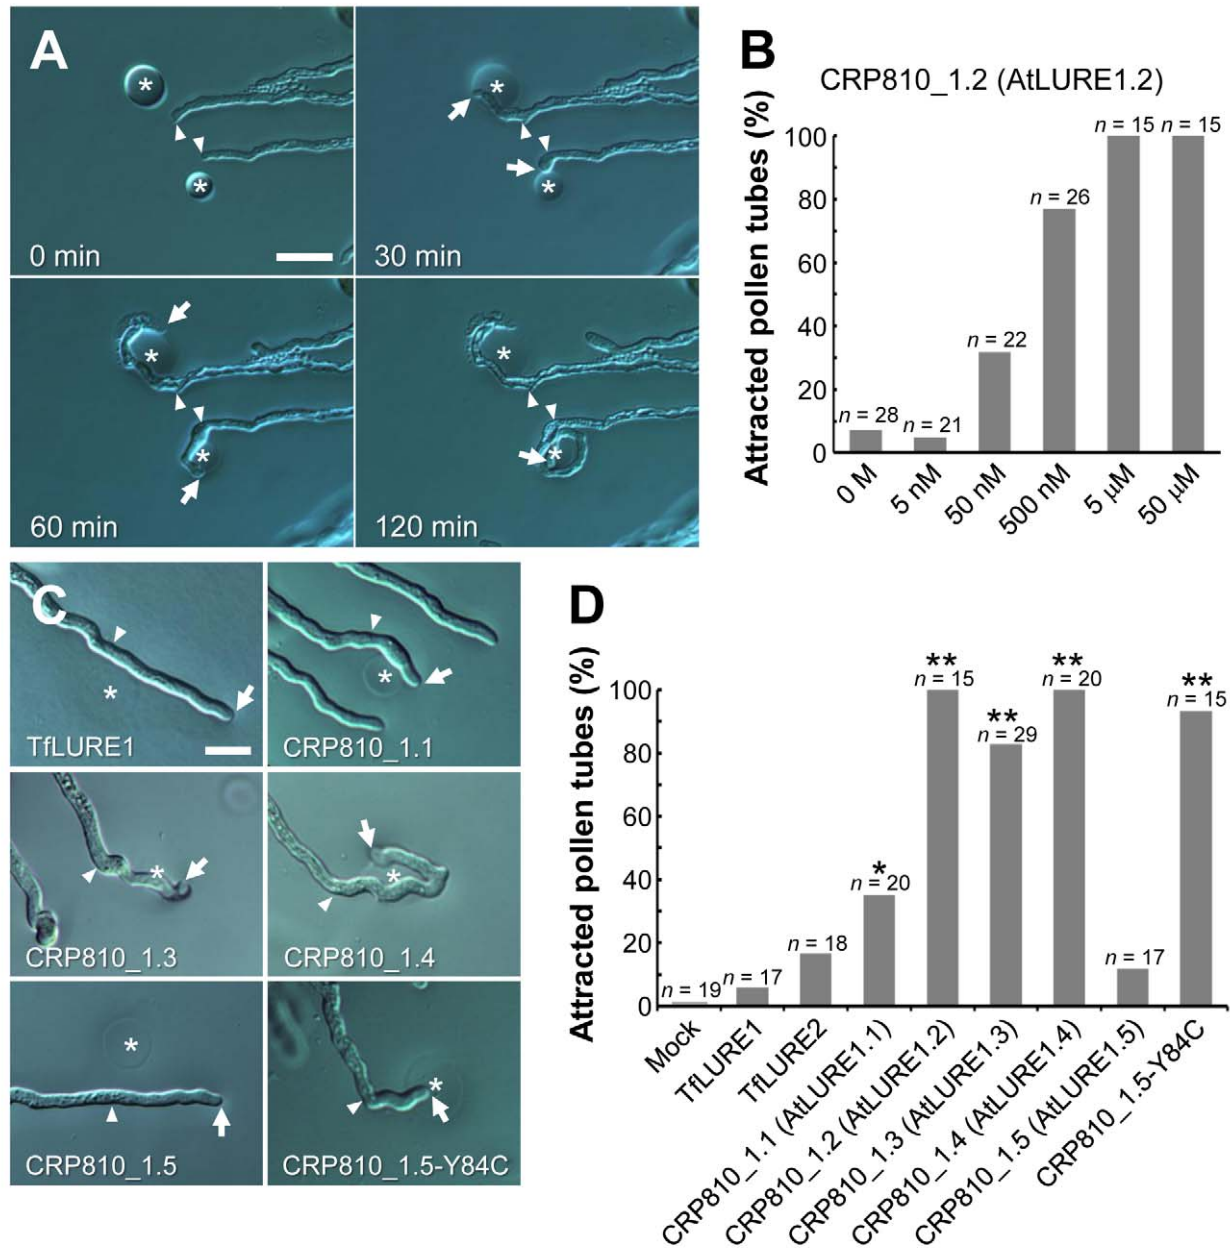 A
*
*
0 min
*
*
30 min
*
*
60 min
*
*
120 min
B
CRP810_1.2 (AtLURE1.2)
Attracted pollen tubes (%)
100
80
60
40
20
0
n = 28
n = 21
n = 22
n = 26
n = 15
n = 15
0 M
5 nM
50 nM
500 nM
5 μM
50 μM
C
*
TfLURE1
*
CRP810_1.1
*
CRP810_1.3
*
CRP810_1.4
*
CRP810_1.5
*
CRP810_1.5-Y84C
D
Attracted pollen tubes (%)
100
80
60
40
20
0
n = 19
n = 17
n = 18
*
n = 20
**
n = 15
**
n = 29
**
n = 20
n = 17
**
n = 15
Mock
TfLURE1
TfLURE2
CRP810_1.1 (AtLURE1.1)
CRP810_1.2 (AtLURE1.2)
CRP810_1.3 (AtLURE1.3)
CRP810_1.4 (AtLURE1.4)
CRP810_1.5 (AtLURE1.5)
CRP810_1.5-Y84C